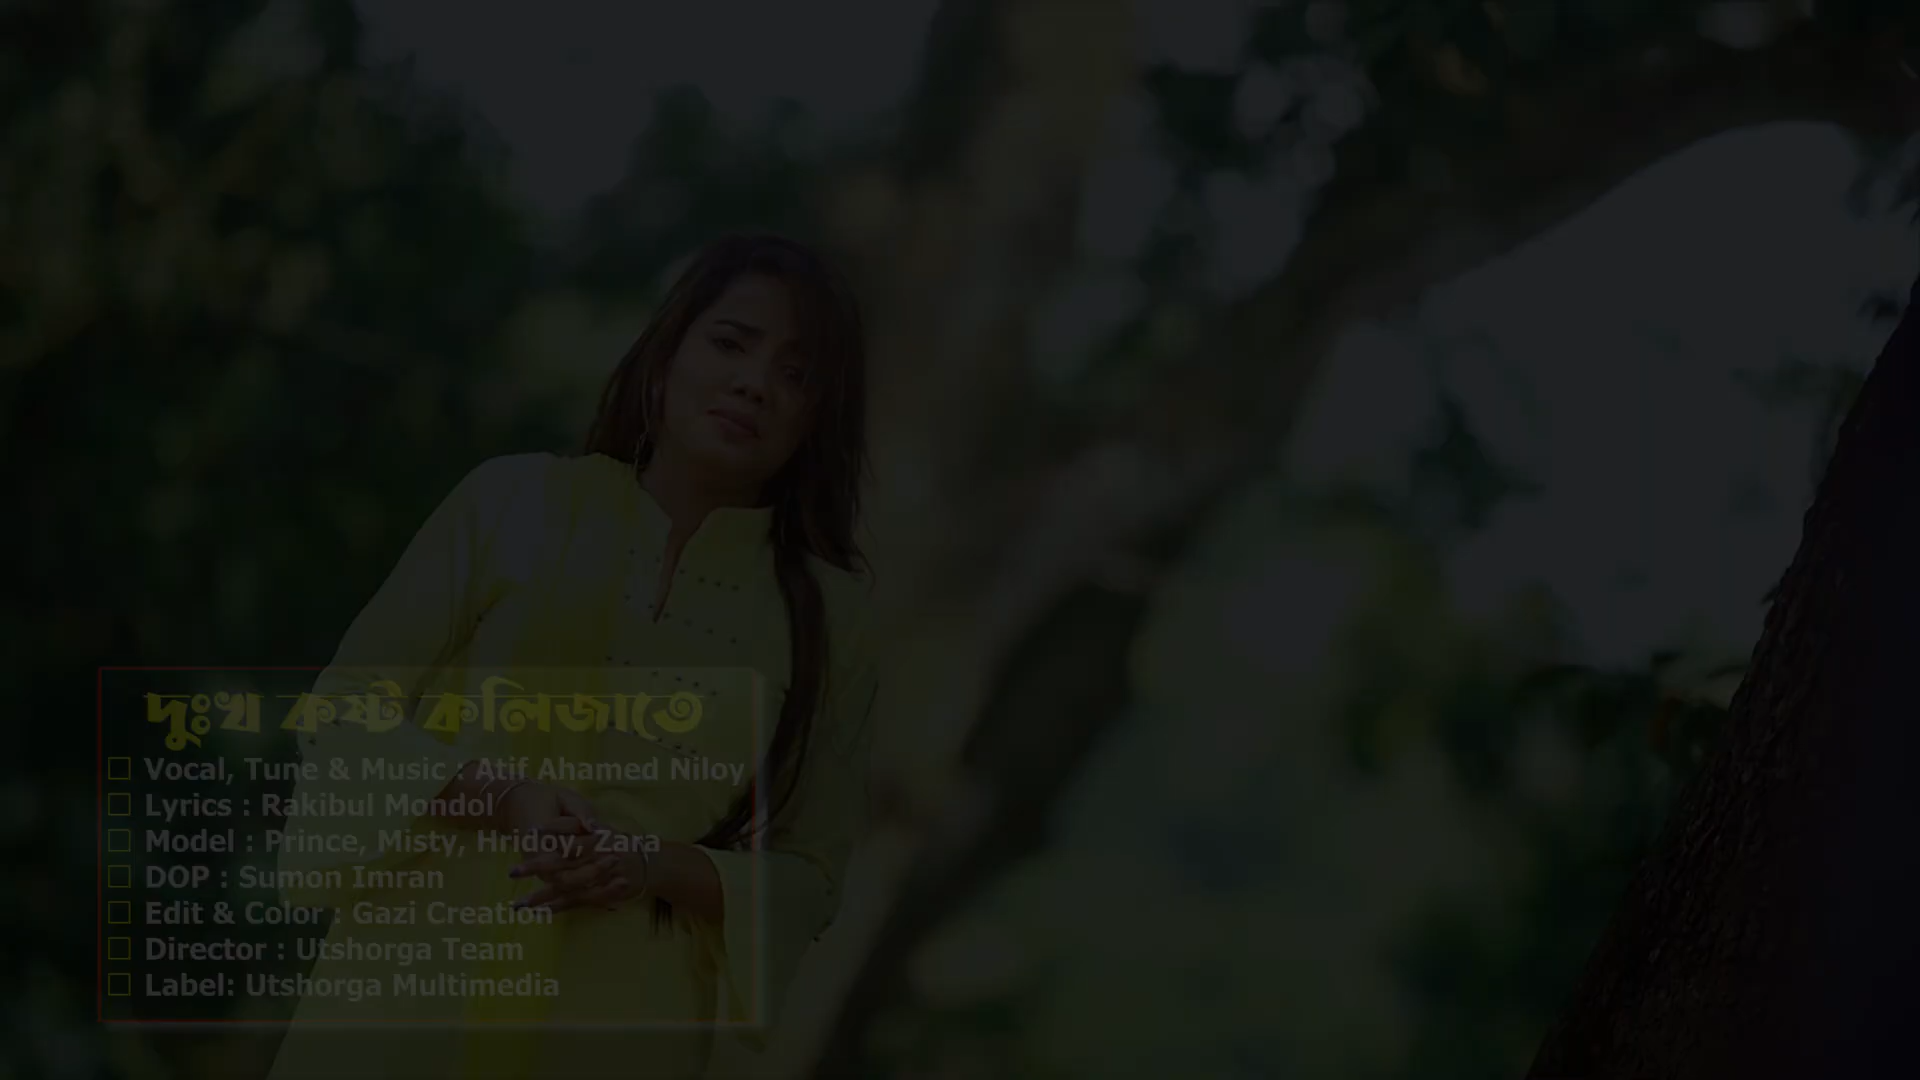 দুঃখ কষ্ট কলিজাতে
Vocal, Tune & Music : Atif Ahamed Niloy
Lyrics : Rakibul Mondol
Model : Prince, Misty, Hridoy, Zara
DOP : Sumon Imran
Edit & Color : Gazi Creation
Director : Utshorga Team
Label: Utshorga Multimedia